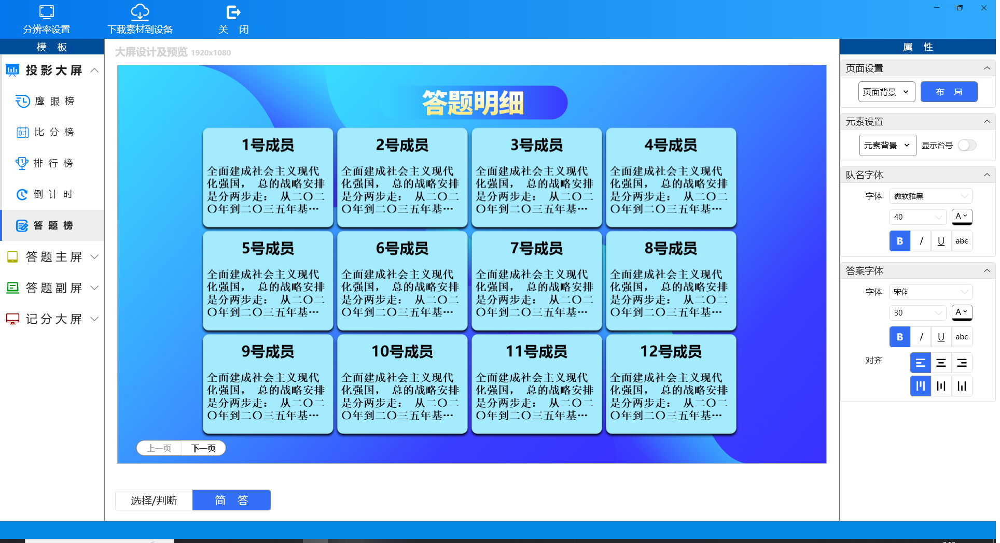 分辨率设置
下载素材到设备
关 闭
模 板
投影大屏
鹰眼榜
0:1
比分榜
1
排行榜
倒计时
答题榜
答题主屏
答题副屏
记分大屏
大屏设计及预览 1920x1080
答题明细
1号成员
全面建成社会主义现代
化强国， 总的战略安排
是分两步走： 从二〇二
〇年到二〇三五年基…
2号成员
全面建成社会主义现代
化强国， 总的战略安排
是分两步走： 从二〇二
〇年到二〇三五年基…
3号成员
全面建成社会主义现代
化强国， 总的战略安排
是分两步走： 从二〇二
〇年到二〇三五年基…
4号成员
全面建成社会主义现代
化强国， 总的战略安排
是分两步走： 从二〇二
〇年到二〇三五年基…
5号成员
全面建成社会主义现代
化强国， 总的战略安排
是分两步走： 从二〇二
〇年到二〇三五年基…
6号成员
全面建成社会主义现代
化强国， 总的战略安排
是分两步走： 从二〇二
〇年到二〇三五年基…
7号成员
全面建成社会主义现代
化强国， 总的战略安排
是分两步走： 从二〇二
〇年到二〇三五年基…
8号成员
全面建成社会主义现代
化强国， 总的战略安排
是分两步走： 从二〇二
〇年到二〇三五年基…
9号成员
全面建成社会主义现代
化强国， 总的战略安排
是分两步走： 从二〇二
〇年到二〇三五年基…
10号成员
全面建成社会主义现代
化强国， 总的战略安排
是分两步走： 从二〇二
〇年到二〇三五年基…
11号成员
全面建成社会主义现代
化强国， 总的战略安排
是分两步走： 从二〇二
〇年到二〇三五年基…
12号成员
全面建成社会主义现代
化强国， 总的战略安排
是分两步走： 从二〇二
〇年到二〇三五年基…
上一页 下一页
选择/判断 简 答
属 性
页面设置
页面背景 布 局
元素设置
元素背景 显示台号
队名字体
字体 微软雅黑
40 A
B / U abc
答案字体
字体 宋体
30 A
B / U abc
对齐